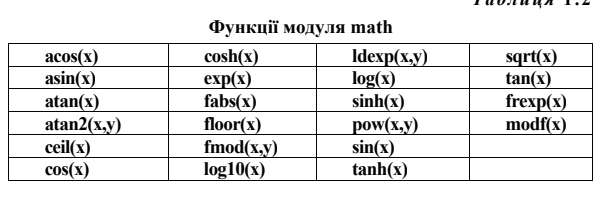 Таблиця 1.2
Функції модуля math
acos(x) cosh(x) ldexp(x,y) sqrt(x)
asin(x) exp(x) log(x) tan(x)
atan(x) fabs(x) sinh(x) frexp(x)
atan2(x,y) floor(x) pow(x,y) modf(x)
ceil(x) fmod(x,y) sin(x)
cos(x) log10(x) tanh(x)